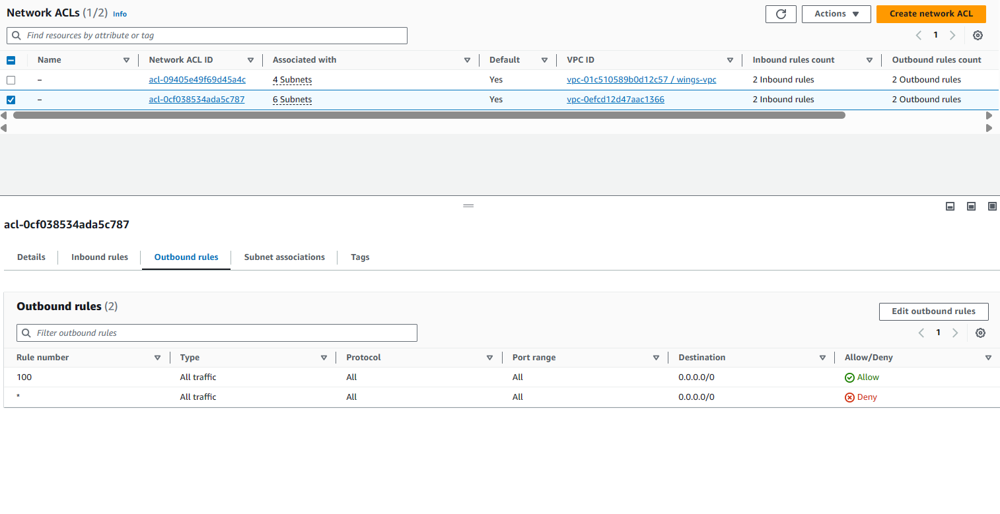 Network ACLs (1/2) Info
Actions
Create network ACL
Find resources by attribute or tag
1
Name Network ACL ID Associated with Default VPC ID Inbound rules count Outbound rules count
– acl-09405e49f69d45a4c 4 Subnets Yes vpc-01c510589b0d12c57 / wings-vpc 2 Inbound rules 2 Outbound rules
– acl-0cf038534ada5c787 6 Subnets Yes vpc-0efcd12d47aac1366 2 Inbound rules 2 Outbound rules
acl-0cf038534ada5c787
Details Inbound rules Outbound rules Subnet associations Tags
Outbound rules (2)
Edit outbound rules
Filter outbound rules
1
Rule number Type Protocol Port range Destination Allow/Deny
100 All traffic All All 0.0.0.0/0 Allow
* All traffic All All 0.0.0.0/0 Deny